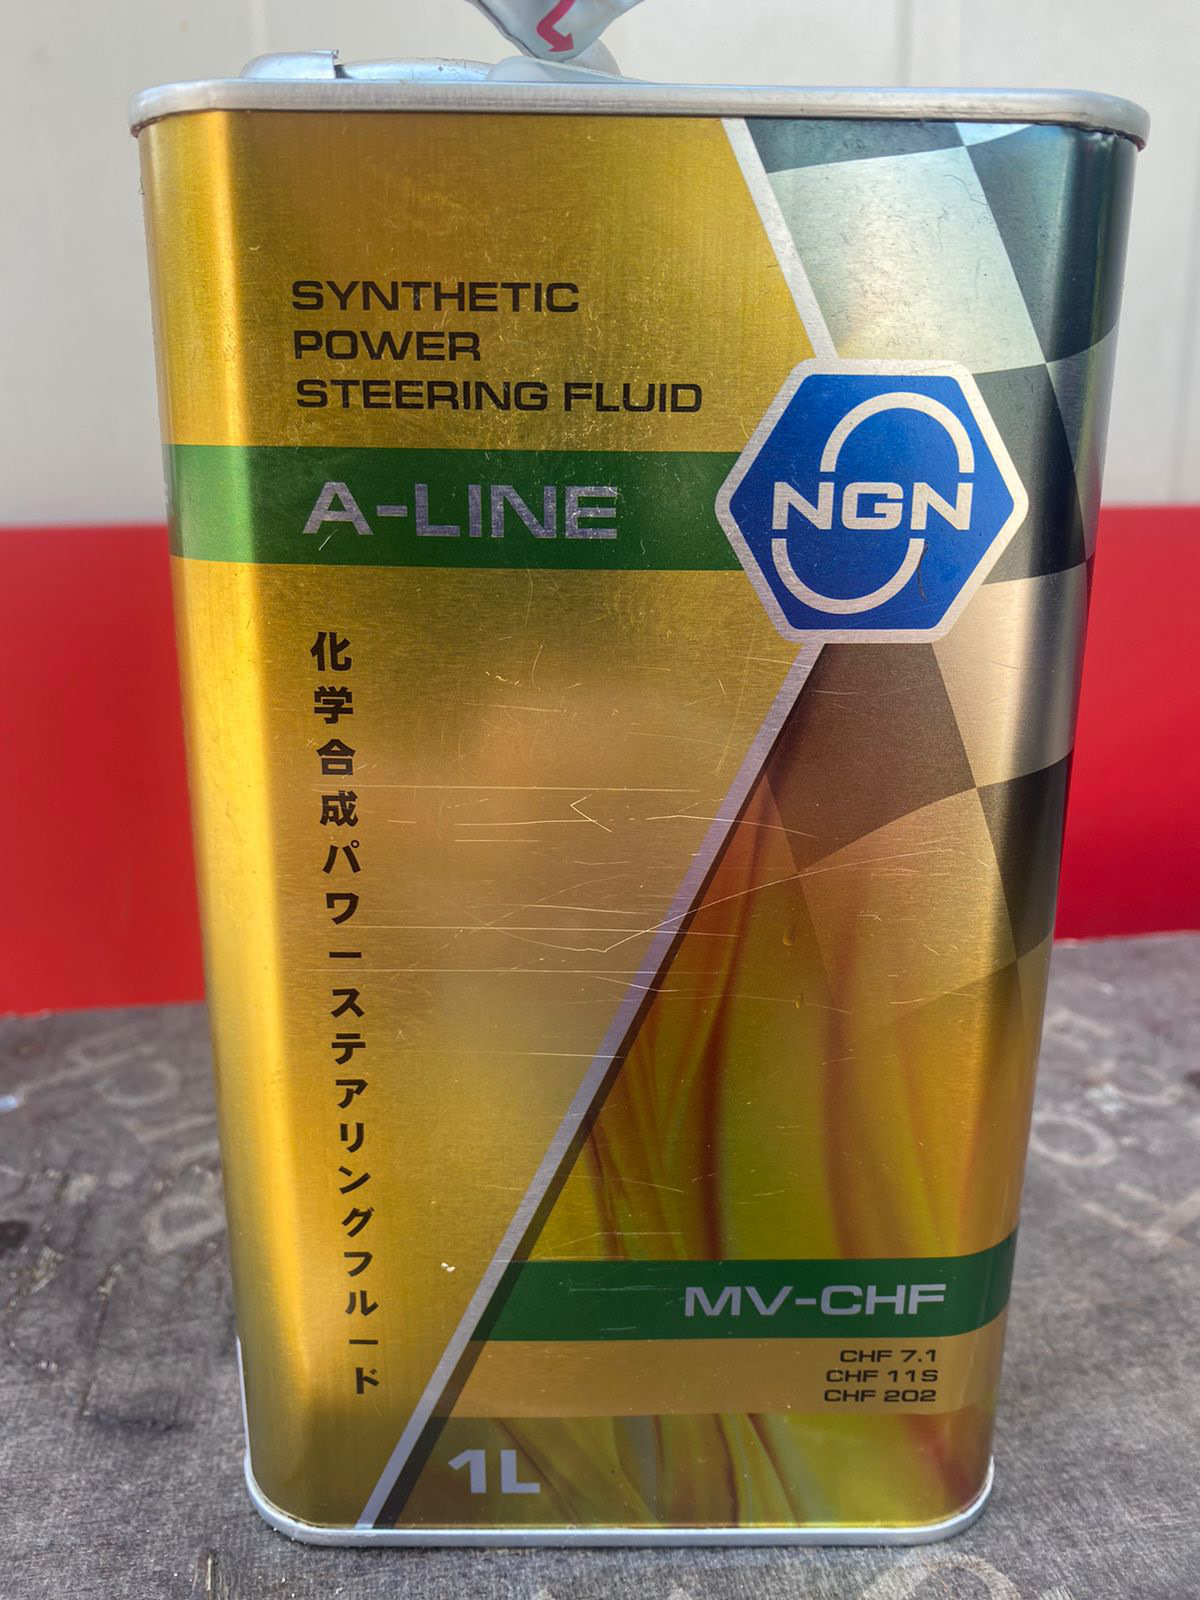 SYNTHETIC
POWER
STEERING FLUID
A-LINE
NGN
化学合成パワーステアリングフルード
MV-CHF
CHF 7.1
CHF 11S
CHF 202
1L